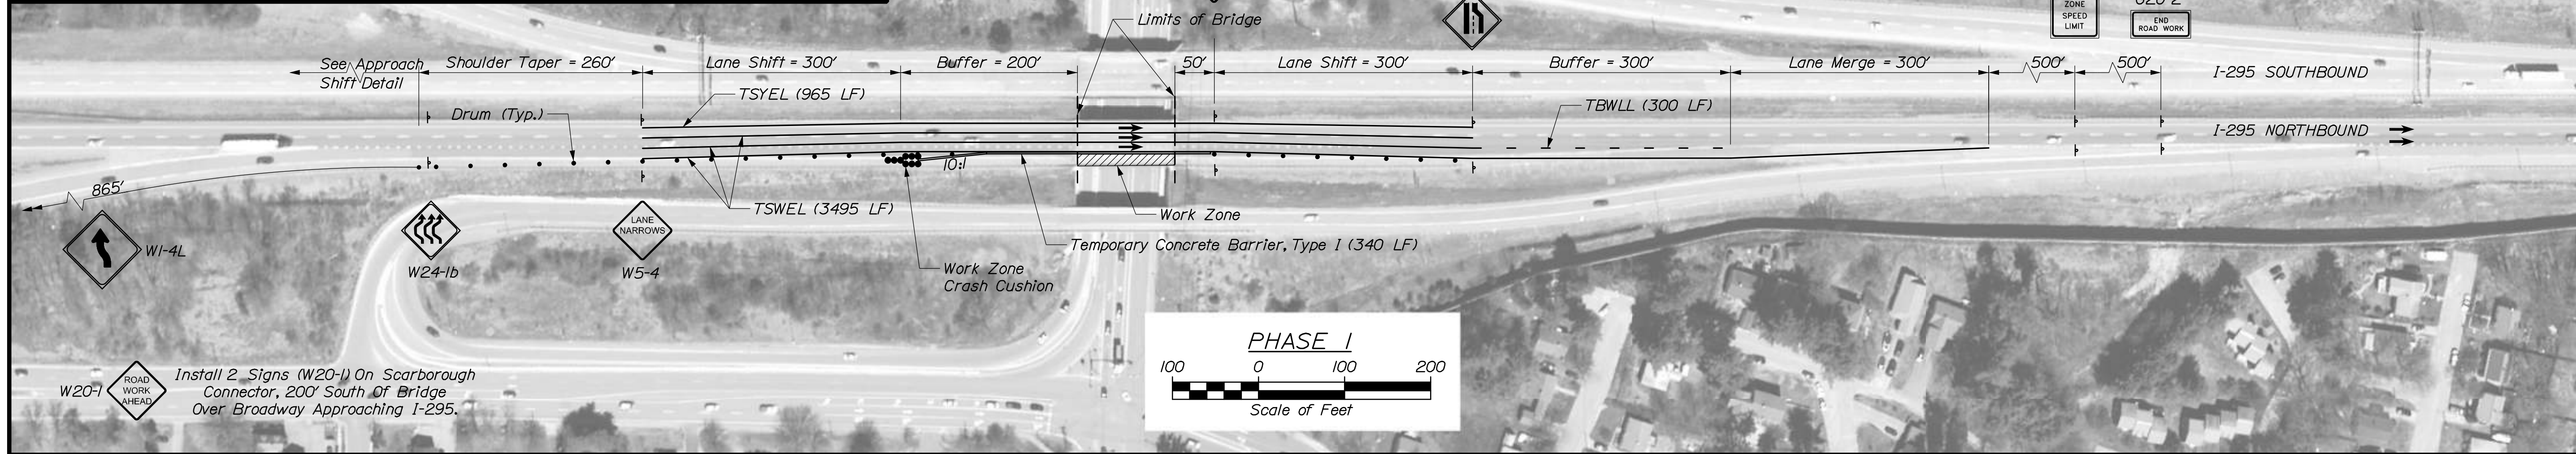 ZONE
SPEED
LIMIT
END
ROAD WORK
Limits of Bridge
See Approach
Shift Detail
Shoulder Taper = 260'
Lane Shift = 300'
Buffer = 200'
50'
Lane Shift = 300'
Buffer = 300'
Lane Merge = 300'
500'
500'
I-295 SOUTHBOUND
TSYEL (965 LF)
TBWLL (300 LF)
Drum (Typ.)
I-295 NORTHBOUND
10:1
865'
TSWEL (3495 LF)
Work Zone
W1-4L
W24-1b
LANE
NARROWS
W5-4
Temporary Concrete Barrier, Type I (340 LF)
Work Zone
Crash Cushion
PHASE 1
100 0 100 200
Scale of Feet
W20-1
ROAD
WORK
AHEAD
Install 2 Signs (W20-1) On Scarborough
Connector, 200' South Of Bridge
Over Broadway Approaching I-295.